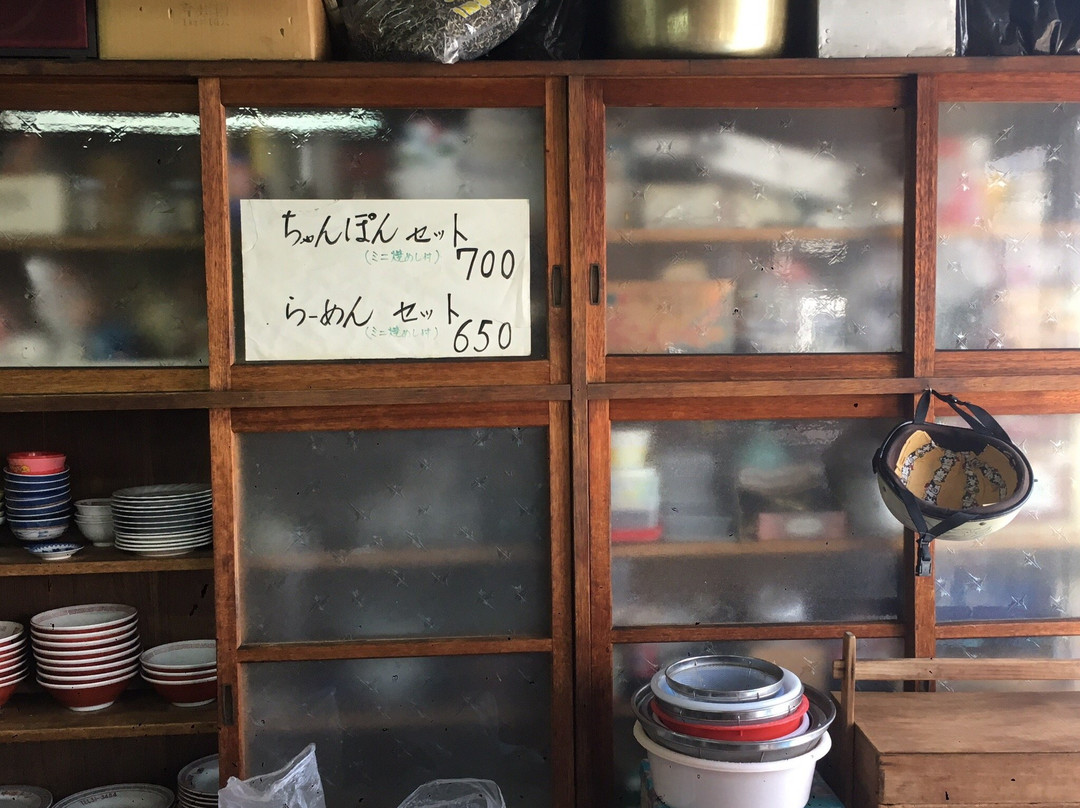 ちゃんぽん セット
(ミニ焼めし付)
700
らーめん セット
(ミニ焼めし付)
650